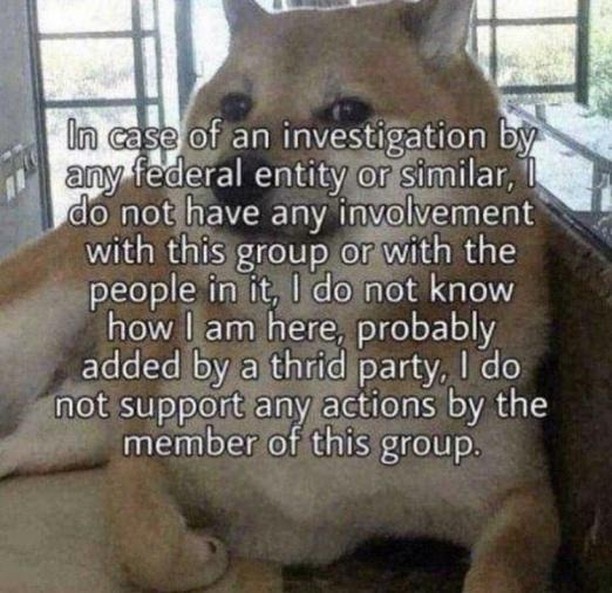 In case of an investigation by
any federal entity or similar, I
do not have any involvement
with this group or with the
people in it, I do not know
how I am here, probably
added by a thrid party, I do
not support any actions by the
member of this group.